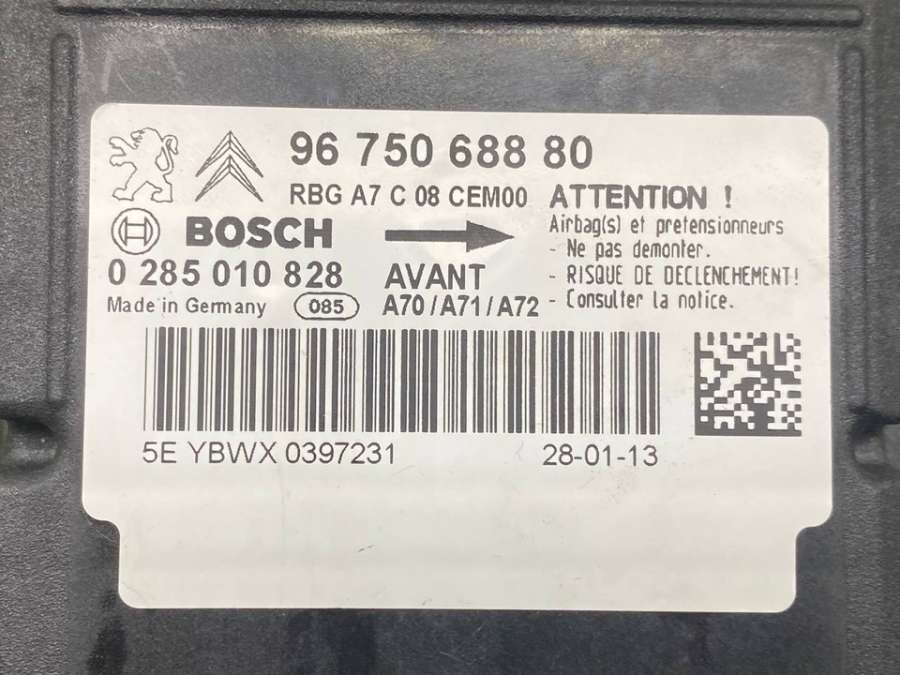 96 750 688 80
RBG A7 C 08 CEM00
BOSCH
0 285 010 828
Made in Germany 085
AVANT
A70/A71/A72
ATTENTION !
Airbag(s) et pretensionneurs
- Ne pas demonter.
- RISQUE DE DECLENCHEMENT!
- Consulter la notice.
5E YBWX 0397231
28-01-13